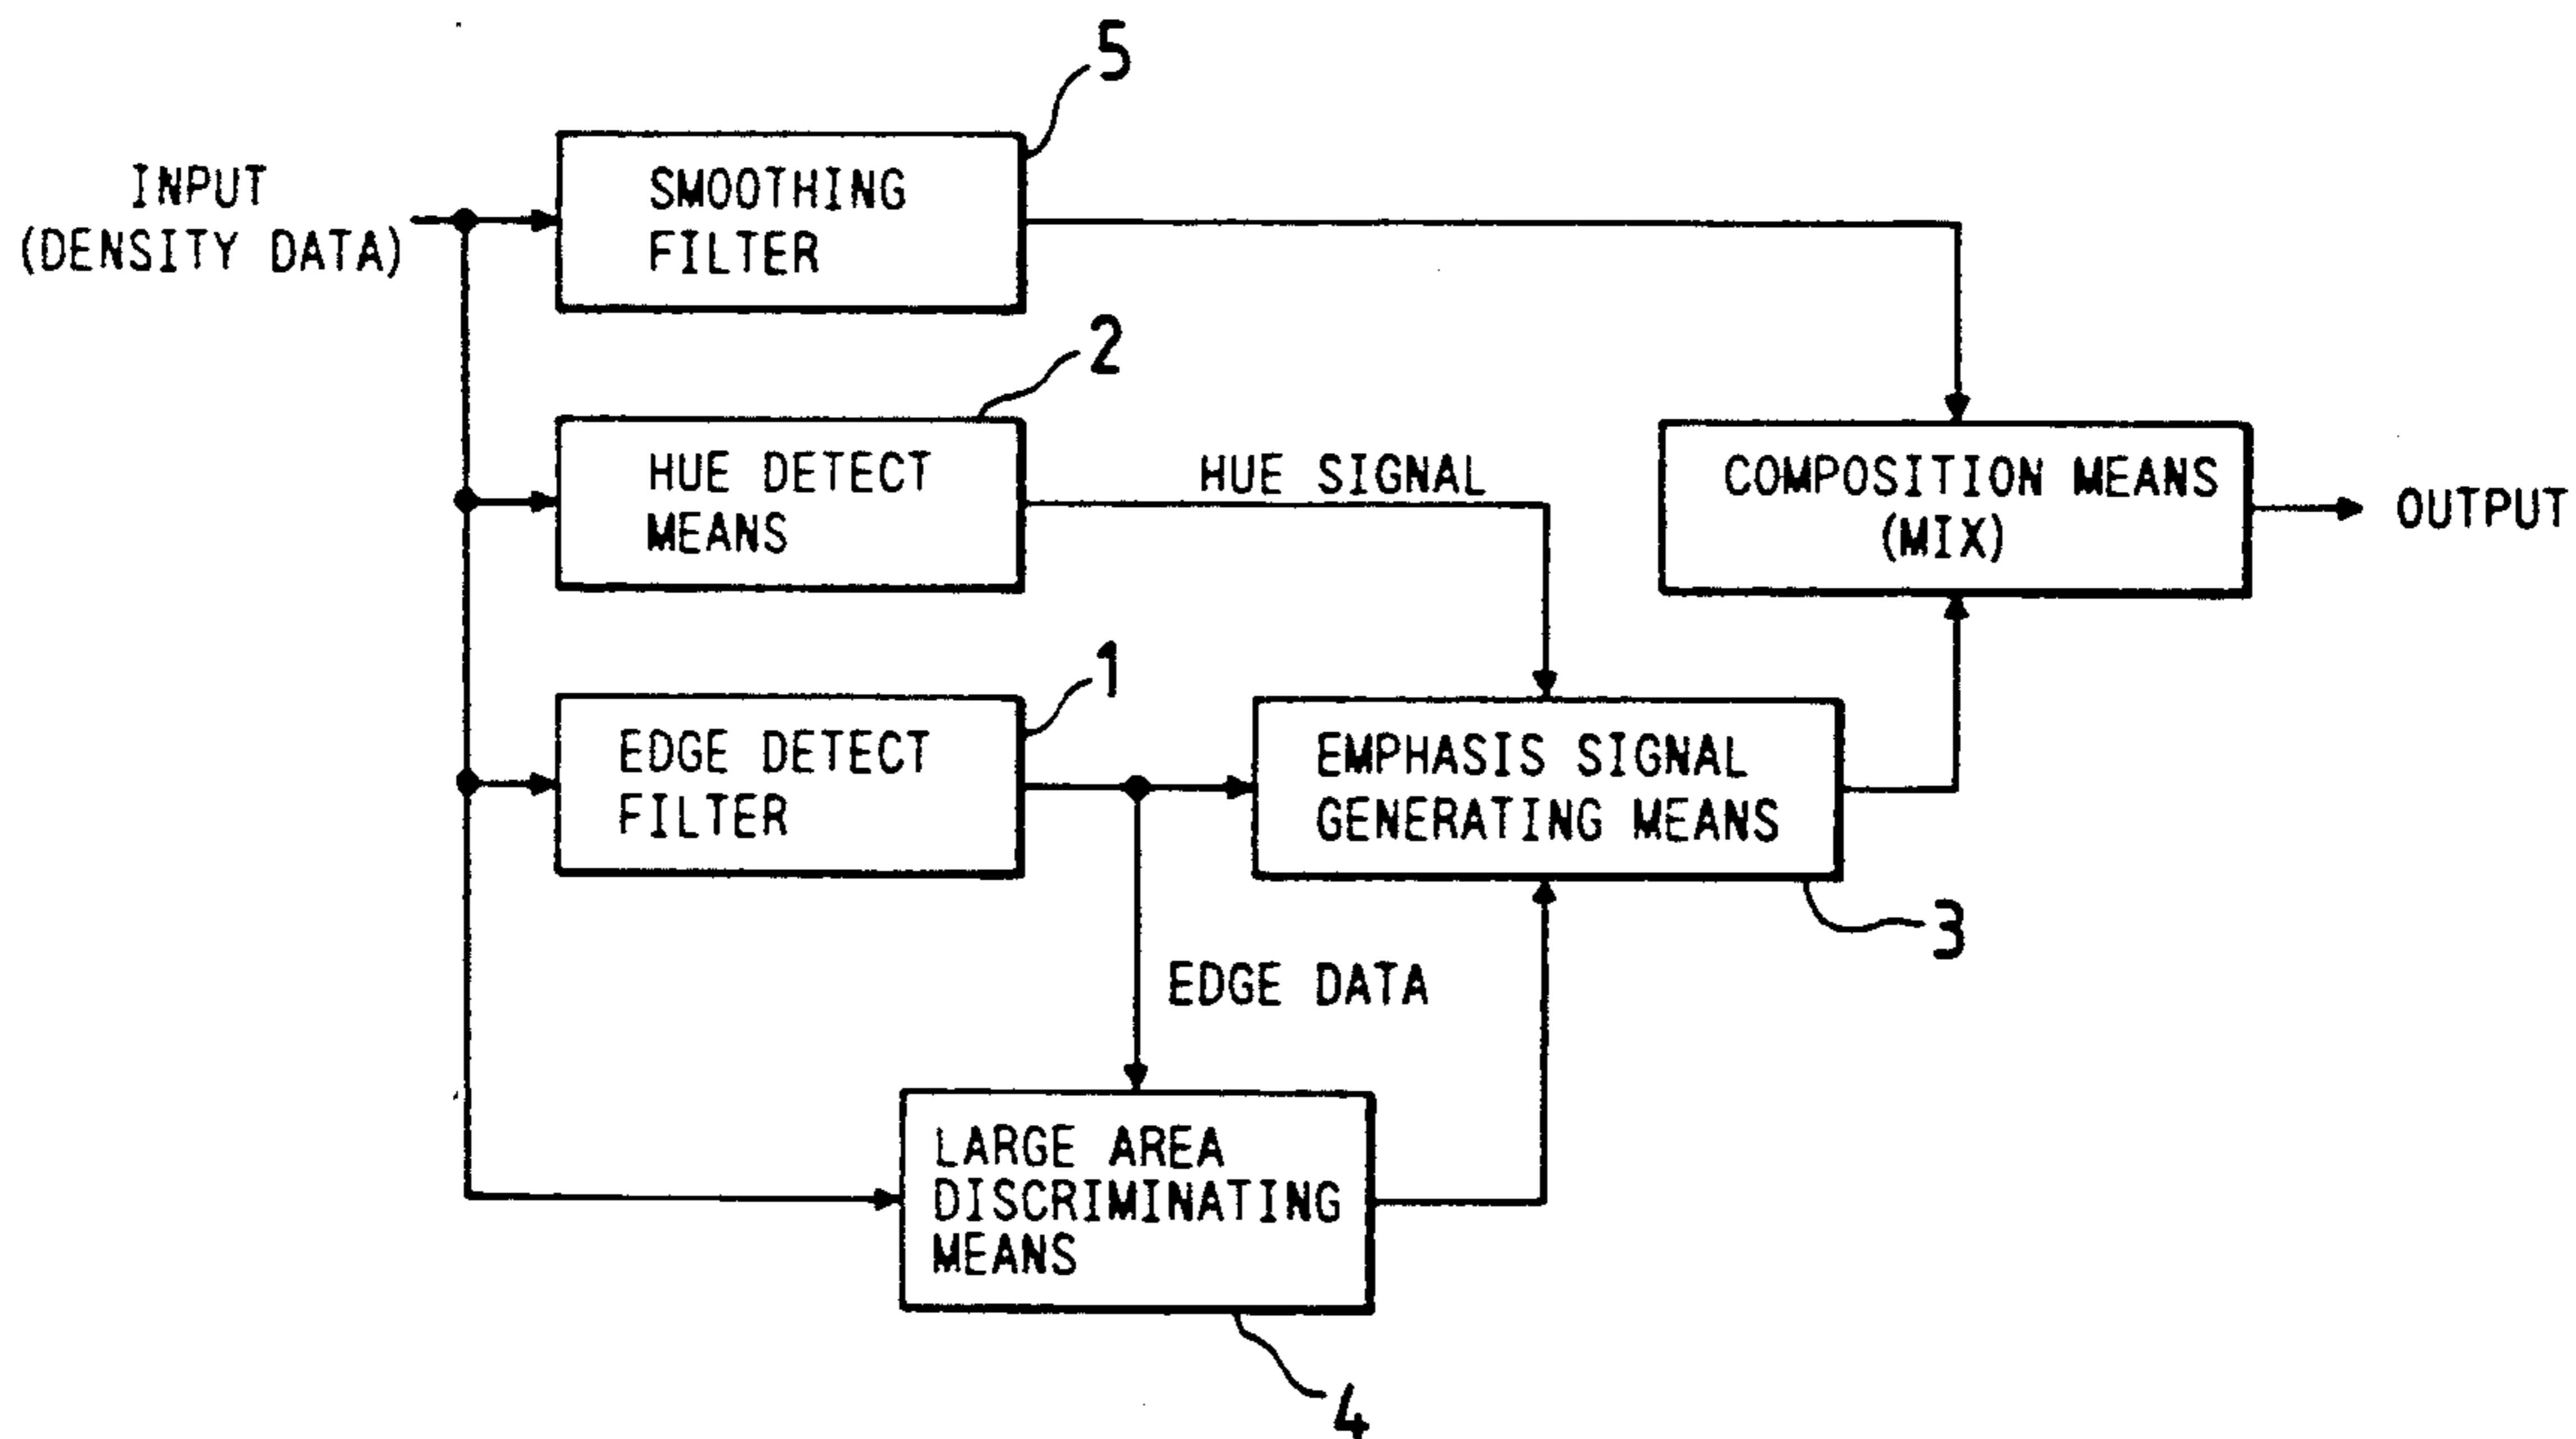 5
INPUT
(DENSITY DATA)
SMOOTHING
FILTER
2
HUE DETECT
MEANS
HUE SIGNAL
COMPOSITION MEANS
(MIX)
OUTPUT
1
EDGE DETECT
FILTER
EMPHASIS SIGNAL
GENERATING MEANS
3
EDGE DATA
LARGE AREA
DISCRIMINATING
MEANS
4